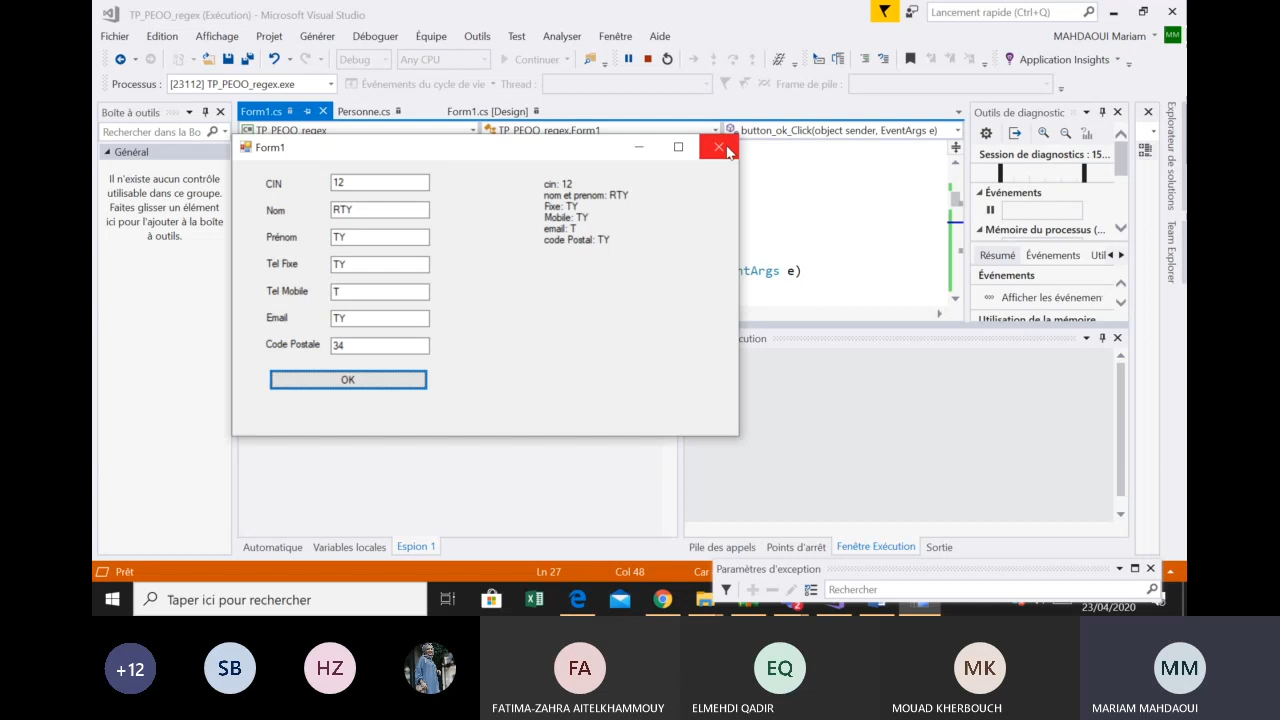 TP_PEOO_regex (Exécution) - Microsoft Visual Studio
Lancement rapide (Ctrl+Q)
Fichier Edition Affichage Projet Générer Déboguer Équipe Outils Test Analyser Fenêtre Aide
MAHDAOUI Mariam MM
Debug Any CPU Continuer Application Insights
Processus : [23112] TP_PEOO_regex.exe Événements du cycle de vie Thread : Frame de pile :
Boîte à outils
Form1.cs Personne.cs Form1.cs [Design]
Outils de diagnostic
Rechercher dans la Bo
TP_PEOO_regex TP_PEOO_regex.Form1 button_ok_Click(object sender, EventArgs e)
Général
Il n'existe aucun contrôle
utilisable dans ce groupe.
Faites glisser un élément
ici pour l'ajouter à la boîte
à outils.
Form1
CIN 12
Nom RTY
Prénom TY
Tel Fixe TY
Tel Mobile T
Email TY
Code Postale 34
OK
cin: 12
nom et prenom: RTY
Fixe: TY
Mobile: TY
email: T
code Postal: TY
ntArgs e)
Session de diagnostics : 15...
Événements
Mémoire du processus (...
Résumé Événements Util
Événements
Afficher les événemen
Utilisation de la mémoire
Explorateur de solutions
Team Explorer
cution
Automatique Variables locales Espion 1
Pile des appels Points d'arrêt Fenêtre Exécution Sortie
Prêt Ln 27 Col 48 Car
Paramètres d'exception
Rechercher
Taper ici pour rechercher
23/04/2020
+12 SB HZ FA EQ MK MM
FATIMA-ZAHRA AITELKHAMMOUY ELMEHDI QADIR MOUAD KHERBOUCH MARIAM MAHDAOUI